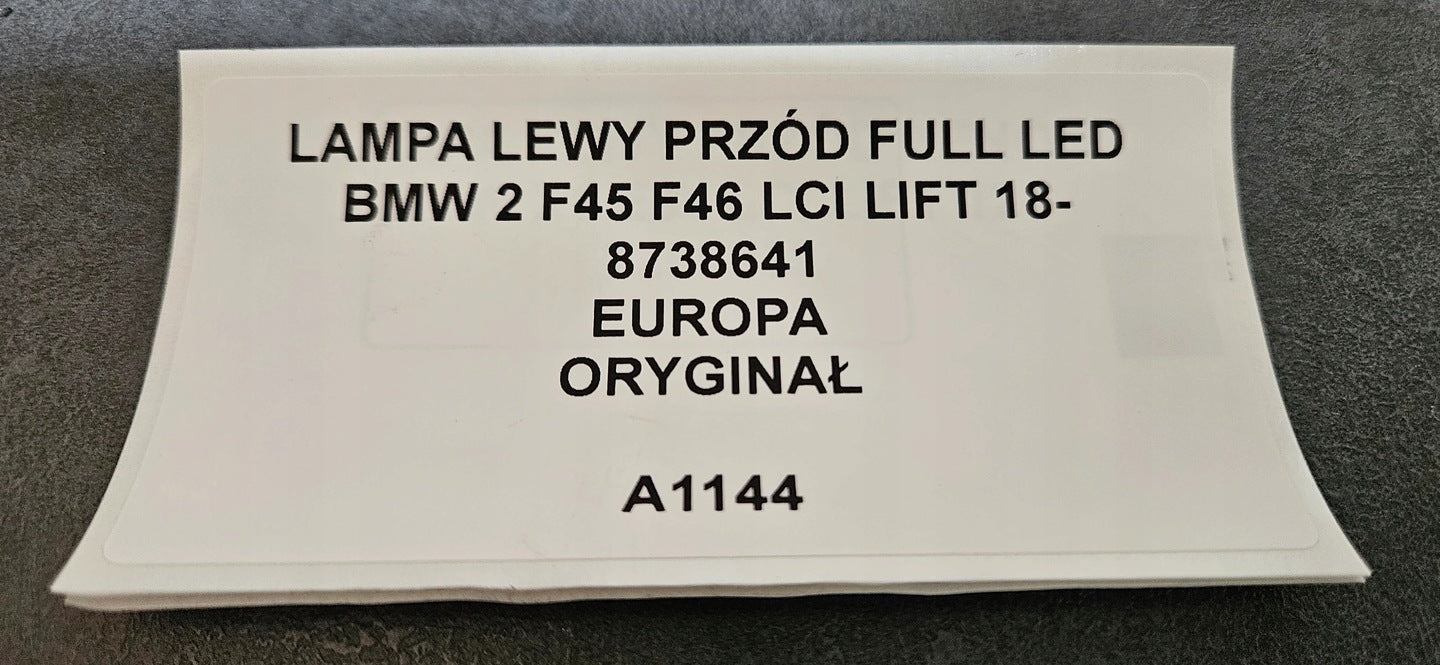 LAMPA LEWY PRZÓD FULL LED
BMW 2 F45 F46 LCI LIFT 18-
8738641
EUROPA
ORYGINAŁ
A1144